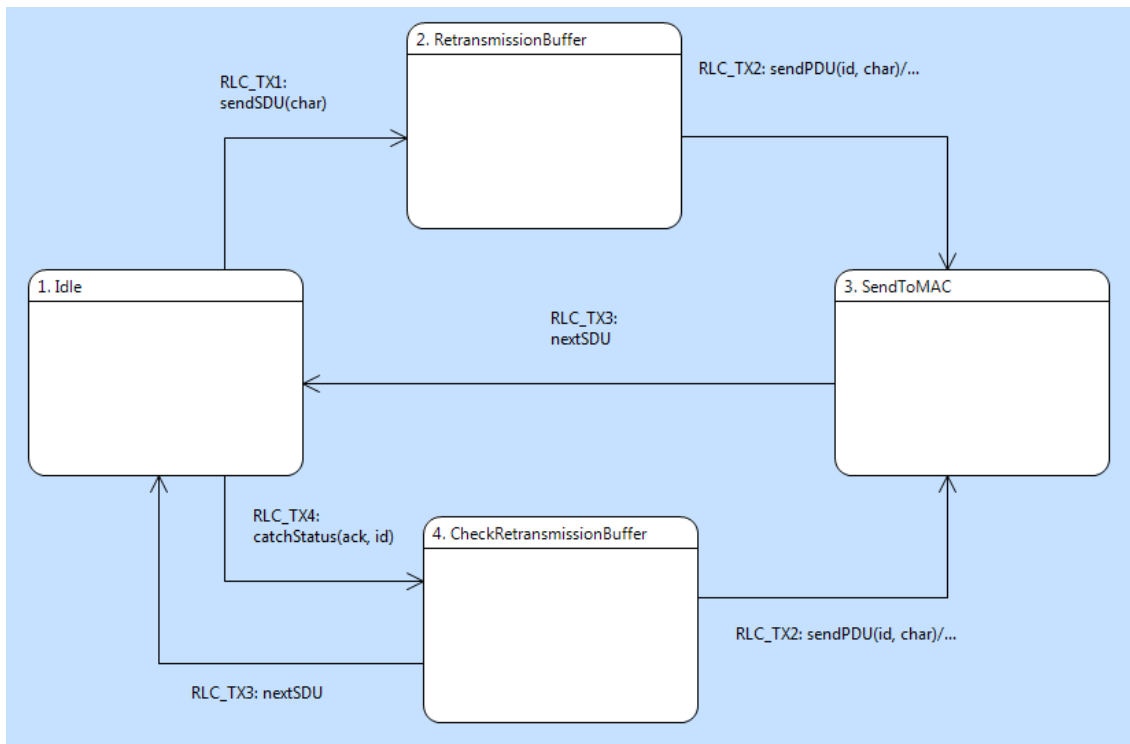 2. RetransmissionBuffer
RLC_TX2: sendPDU(id, char)/...
RLC_TX1:
sendSDU(char)
1. Idle
3. SendToMAC
RLC_TX3:
nextSDU
RLC_TX4:
catchStatus(ack, id)
4. CheckRetransmissionBuffer
RLC_TX2: sendPDU(id, char)/...
RLC_TX3: nextSDU